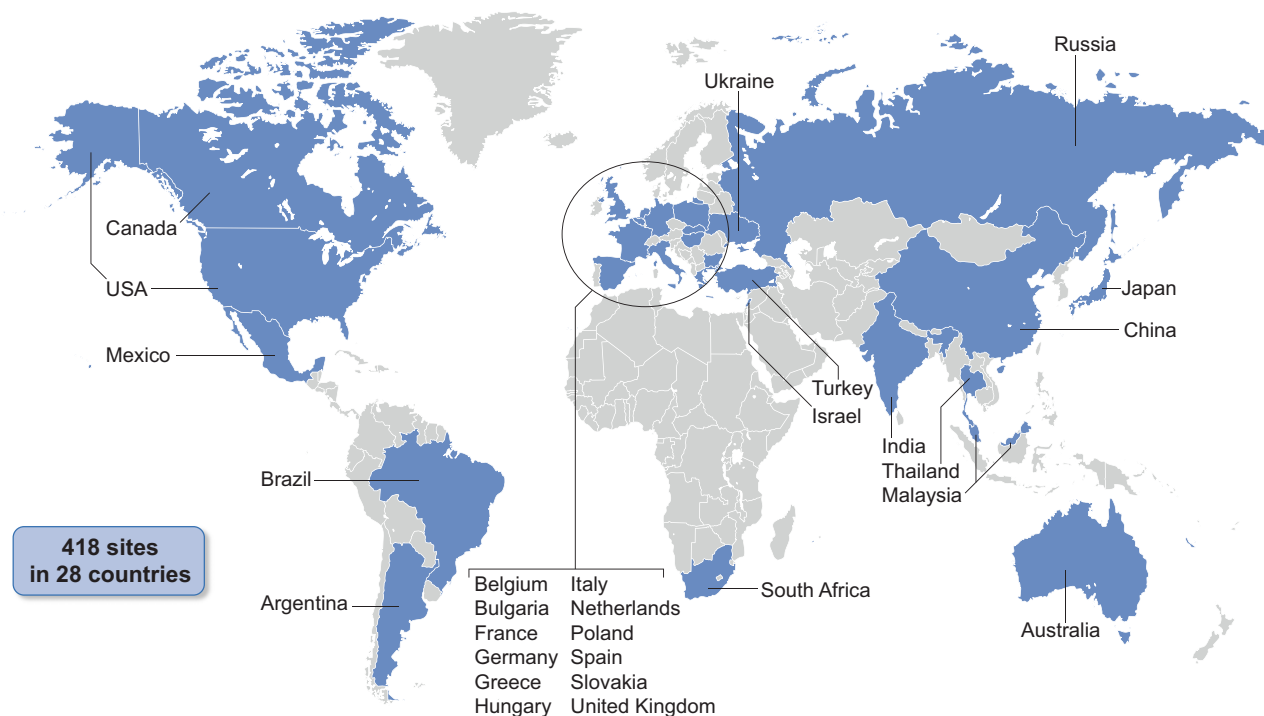 Russia
Ukraine
Canada
USA
Japan
China
Mexico
Turkey
Israel
India
Thailand
Malaysia
Brazil
418 sites
in 28 countries
Argentina
Belgium Italy
Bulgaria Netherlands
France Poland
Germany Spain
Greece Slovakia
Hungary United Kingdom
South Africa
Australia